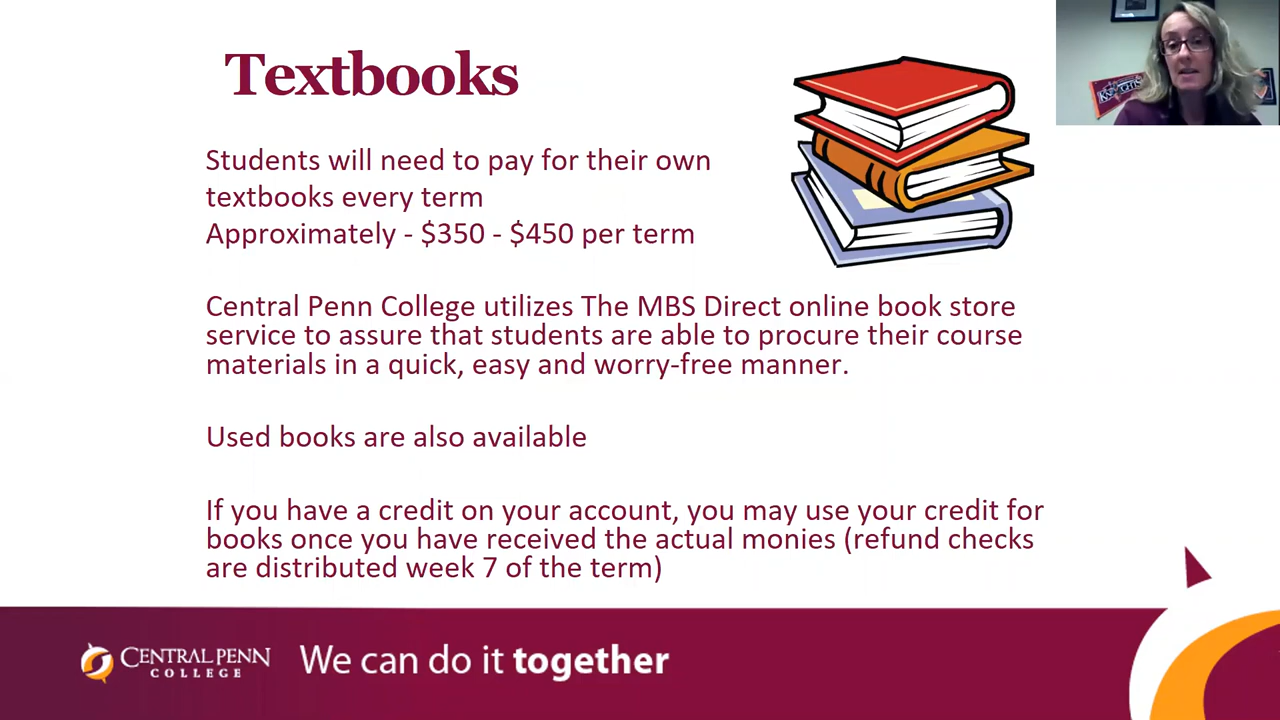 Textbooks
KNIGHTS
Students will need to pay for their own
textbooks every term
Approximately - $350 - $450 per term
Central Penn College utilizes The MBS Direct online book store
service to assure that students are able to procure their course
materials in a quick, easy and worry-free manner.
Used books are also available
If you have a credit on your account, you may use your credit for
books once you have received the actual monies (refund checks
are distributed week 7 of the term)
CENTRAL PENN
COLLEGE
We can do it together